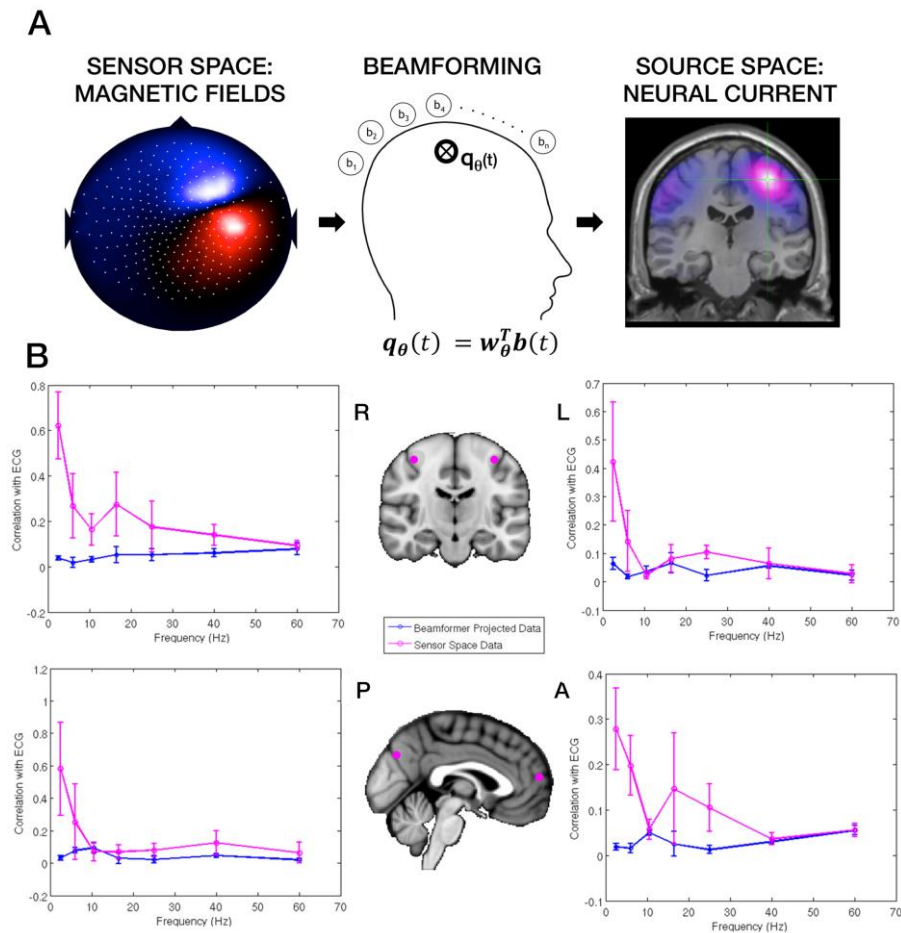 A
SENSOR SPACE:
MAGNETIC FIELDS
BEAMFORMING
SOURCE SPACE:
NEURAL CURRENT
b1 b2 b3 b4 bn
qθ(t)
qθ(t) = wθᵀb(t)
B
0.8
0.6
0.4
0.2
0
-0.2
Correlation with ECG
0 10 20 30 40 50 60 70
Frequency (Hz)
R
L
0.7
0.6
0.5
0.4
0.3
0.2
0.1
0
-0.1
Correlation with ECG
0 10 20 30 40 50 60 70
Frequency (Hz)
Beamformer Projected Data
Sensor Space Data
1.2
1
0.8
0.6
0.4
0.2
0
-0.2
Correlation with ECG
0 10 20 30 40 50 60 70
Frequency (Hz)
P
A
0.4
0.3
0.2
0.1
0
-0.1
Correlation with ECG
0 10 20 30 40 50 60 70
Frequency (Hz)